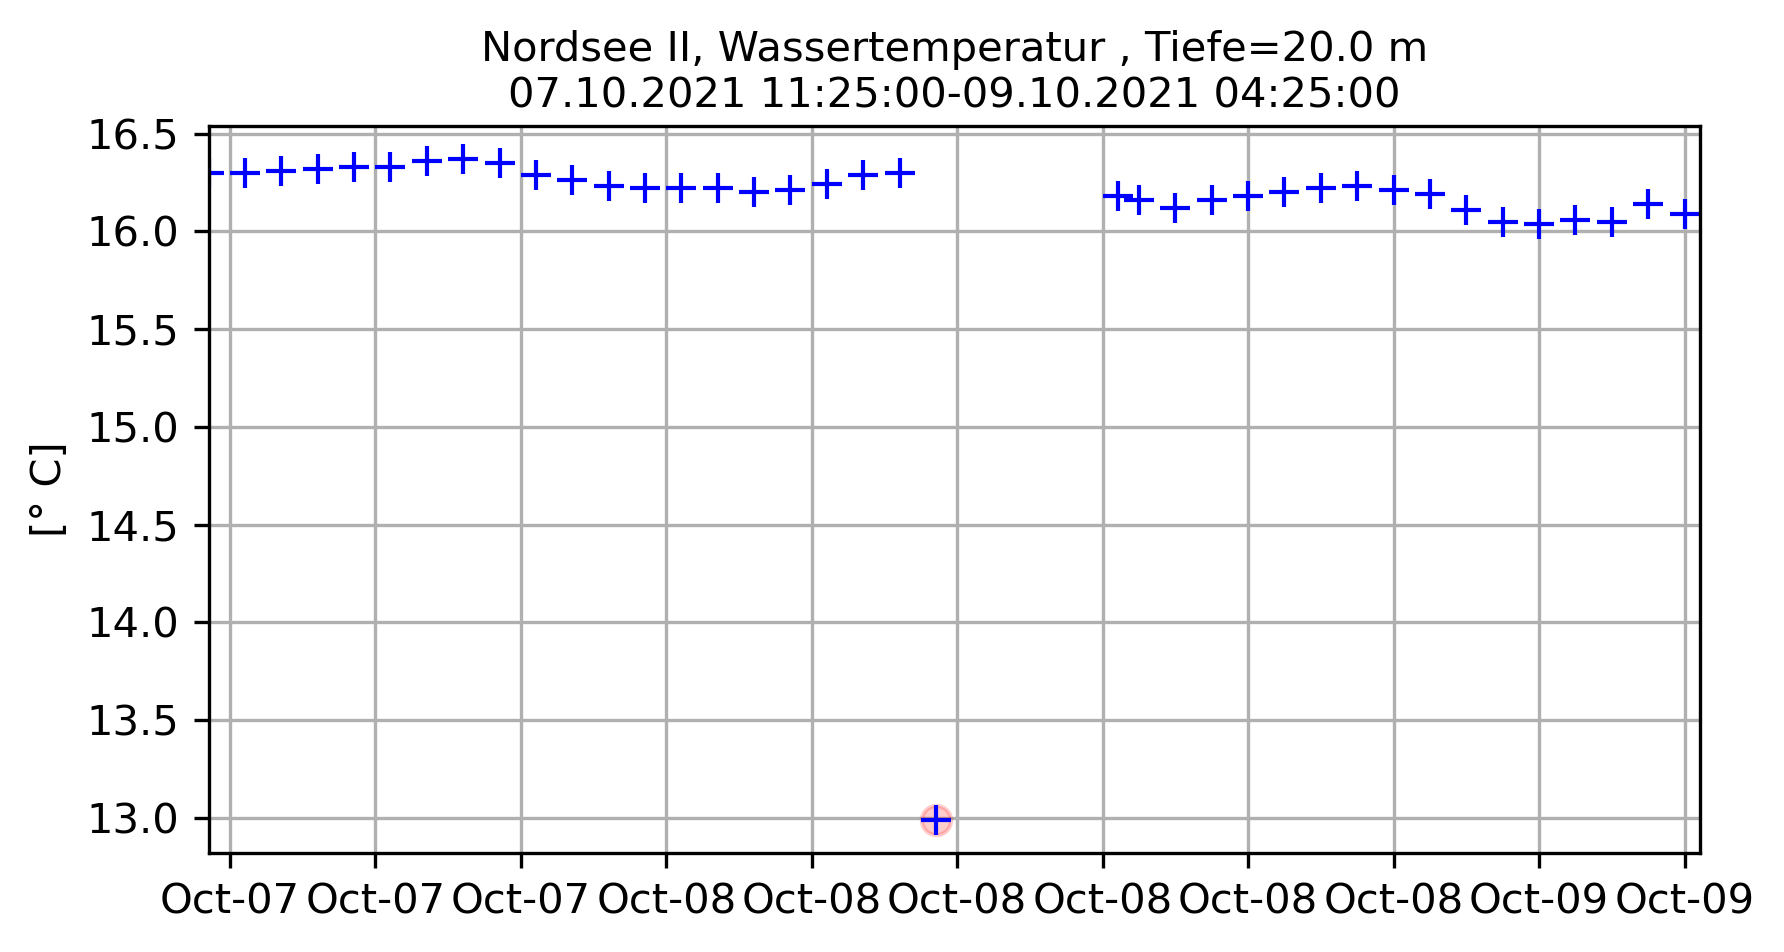 Nordsee II, Wassertemperatur , Tiefe=20.0 m
07.10.2021 11:25:00-09.10.2021 04:25:00
16.5
16.0
15.5
15.0
14.5
14.0
13.5
13.0
[° C]
Oct-07 Oct-07 Oct-07 Oct-08 Oct-08 Oct-08 Oct-08 Oct-08 Oct-08 Oct-09 Oct-09